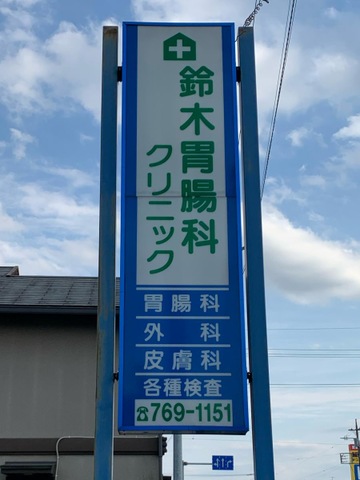 鈴木胃腸科
クリニック
胃腸科
外科
皮膚科
各種検査
☎769-1151